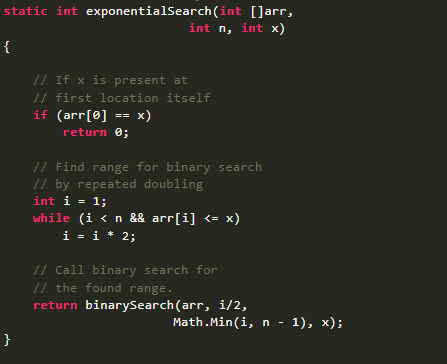 static int exponentialSearch(int []arr,
int n, int x)
{
// If x is present at
// first location itself
if (arr[0] == x)
return 0;
// Find range for binary search
// by repeated doubling
int i = 1;
while (i < n && arr[i] <= x)
i = i * 2;
// Call binary search for
// the found range.
return binarySearch(arr, i/2,
Math.Min(i, n - 1), x);
}